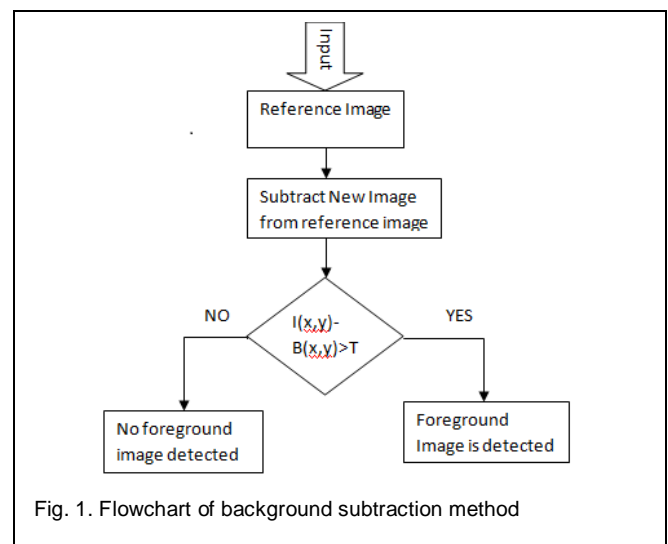 Input
Reference Image
Subtract New Image
from reference image
NO
I(x,y)-
B(x,y)>T
YES
No foreground
image detected
Foreground
Image is detected
Fig. 1. Flowchart of background subtraction method